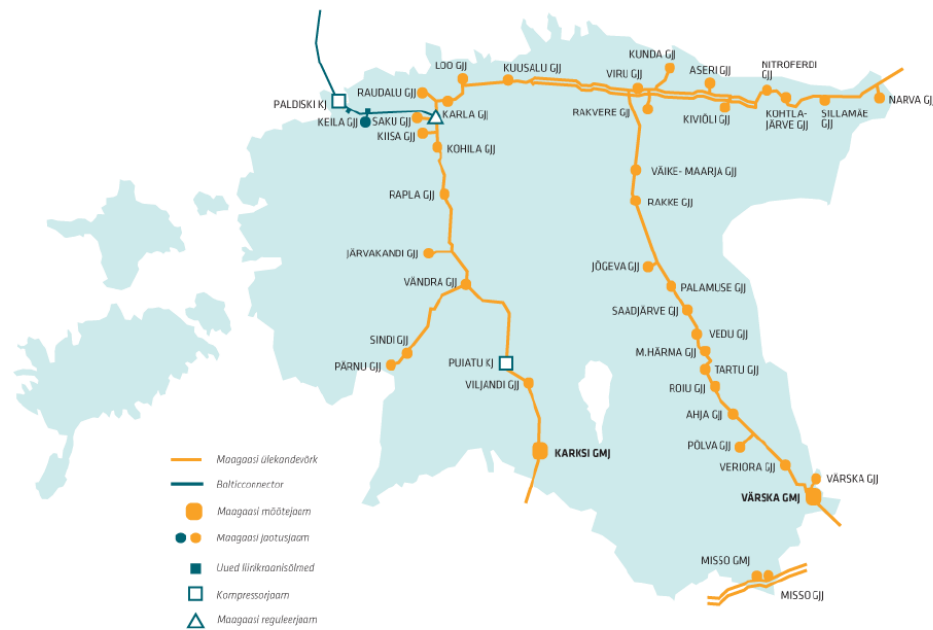 KUNDA GJJ
LOO GJJ
KUUSALU GJJ
VIRU GJJ
ASERI GJJ
NITROFERDI
GJJ
RAUDALU GJJ
PALDISKI KJ
KEILA GJJ
SAKU GJJ
KARLA GJJ
RAKVERE GJJ
KIVIÕLI GJJ
KOHTLA-
JÄRVE GJJ
SILLAMÄE
GJJ
NARVA GJ
KIISA GJJ
KOHILA GJJ
VÄIKE- MAARJA GJJ
RAPLA GJJ
RAKKE GJJ
JÄRVAKANDI GJJ
JÕGEVA GJJ
VÄNDRA GJJ
PALAMUSE GJJ
SAADJÄRVE GJJ
SINDI GJJ
VEDU GJJ
PÄRNU GJJ
PUIATU KJ
M.HÄRMA GJJ
TARTU GJJ
VILJANDI GJJ
ROIU GJJ
AHJA GJJ
PÕLVA GJJ
KARKSI GMJ
VERIORA GJJ
VÄRSKA GJJ
VÄRSKA GMJ
MISSO GMJ
MISSO GJJ
Maagaasi ülekandevõrk
Balticconnector
Maagaasi mõõtejaam
Maagaasi jaotusjaam
Uued liirikraanisõlmed
Kompressorjaam
Maagaasi reguleerjaam